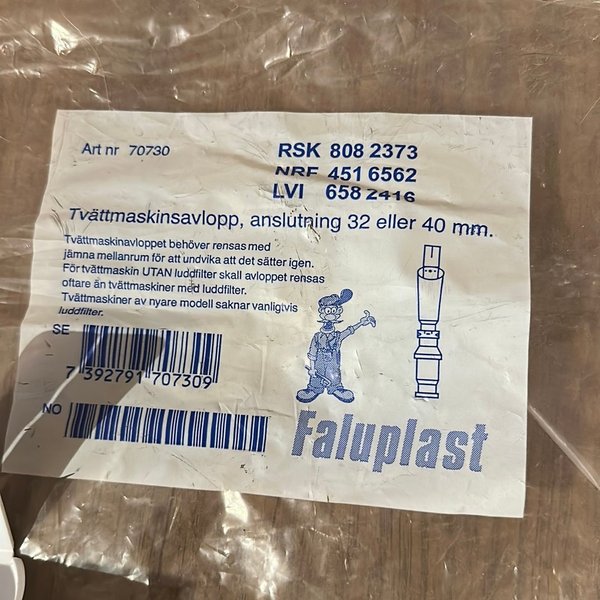 Art nr 70730
RSK 808 2373
NRF 451 6562
LVI 658 2416
Tvättmaskinsavlopp, anslutning 32 eller 40 mm.
Tvättmaskinavloppet behöver rensas med
jämna mellanrum för att undvika att det sätter igen.
För tvättmaskin UTAN luddfilter skall avloppet rensas
oftare än tvättmaskiner med luddfilter.
Tvättmaskiner av nyare modell saknar vanligtvis
luddfilter.
SE
7 392791 707309
NO
Faluplast